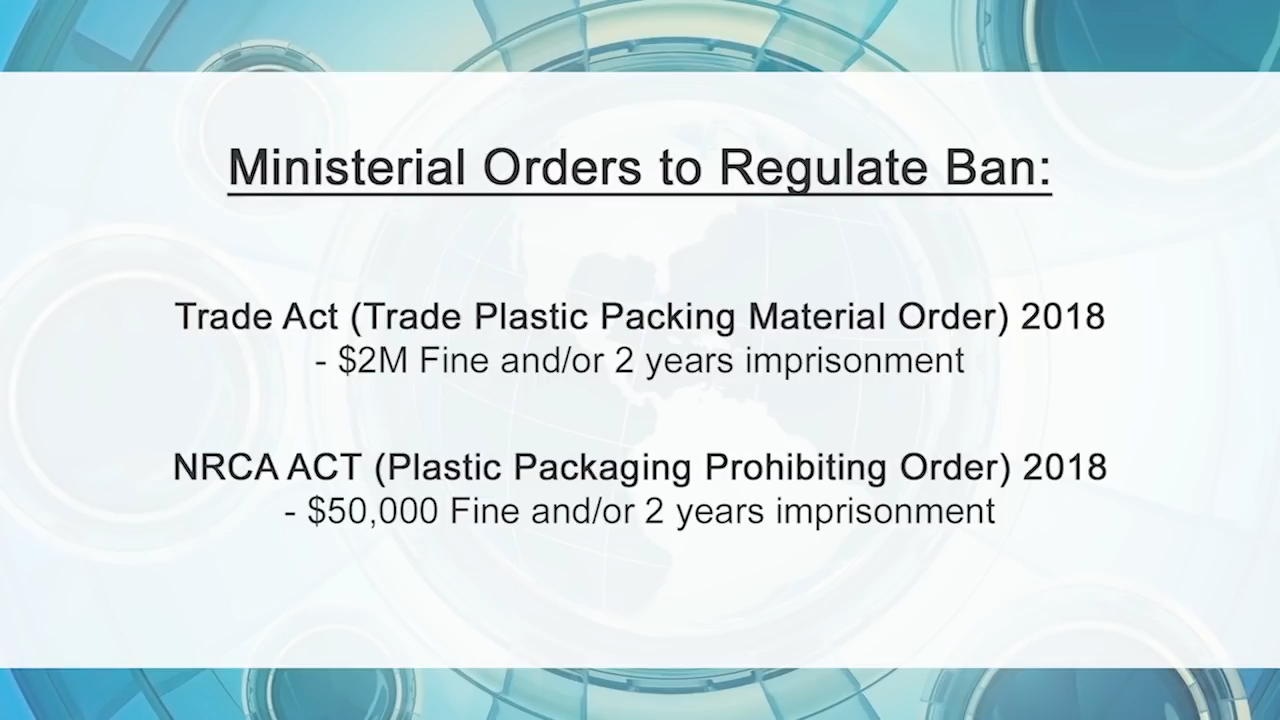 Ministerial Orders to Regulate Ban:
Trade Act (Trade Plastic Packing Material Order) 2018
- $2M Fine and/or 2 years imprisonment
NRCA ACT (Plastic Packaging Prohibiting Order) 2018
- $50,000 Fine and/or 2 years imprisonment